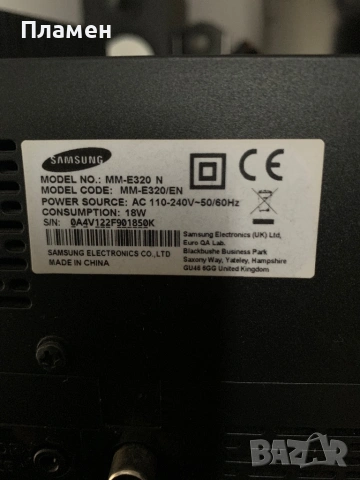 Пламен
SAMSUNG
MODEL NO.: MM-E320 N
MODEL CODE: MM-E320/EN
POWER SOURCE: AC 110-240V~50/60Hz
CONSUMPTION: 18W
S/N: 0A4V122F901850K
SAMSUNG ELECTRONICS CO.,LTD
MADE IN CHINA
CE
Samsung Electronics (UK) Ltd,
Euro QA Lab.
Blackbushe Business Park
Saxony Way, Yateley, Hampshire
GU46 6GG United Kingdom
BAZAR
bg